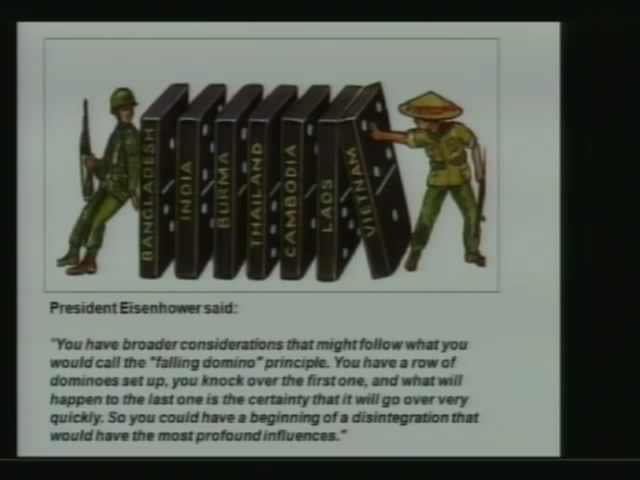 BANGLADESH
INDIA
BURMA
THAILAND
CAMBODIA
LAOS
VIETNAM
President Eisenhower said:
"You have broader considerations that might follow what you
would call the "falling domino" principle. You have a row of
dominoes set up, you knock over the first one, and what will
happen to the last one is the certainty that it will go over very
quickly. So you could have a beginning of a disintegration that
would have the most profound influences."